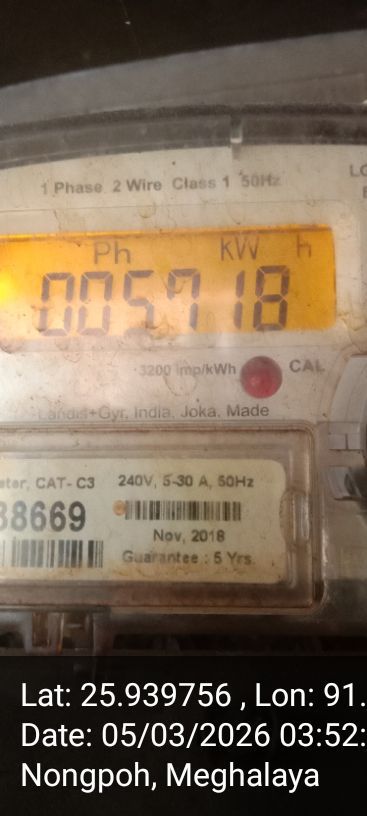 1 Phase 2 Wire Class 1 50Hz
Ph kW h
005718
3200 imp/kWh CAL
Landis+Gyr, India, Joka, Made
CAT- C3 240V, 5-30 A, 50Hz
38669
Nov, 2018
Guarantee : 5 Yrs.
Lat: 25.939756 , Lon: 91.
Date: 05/03/2026 03:52:
Nongpoh, Meghalaya